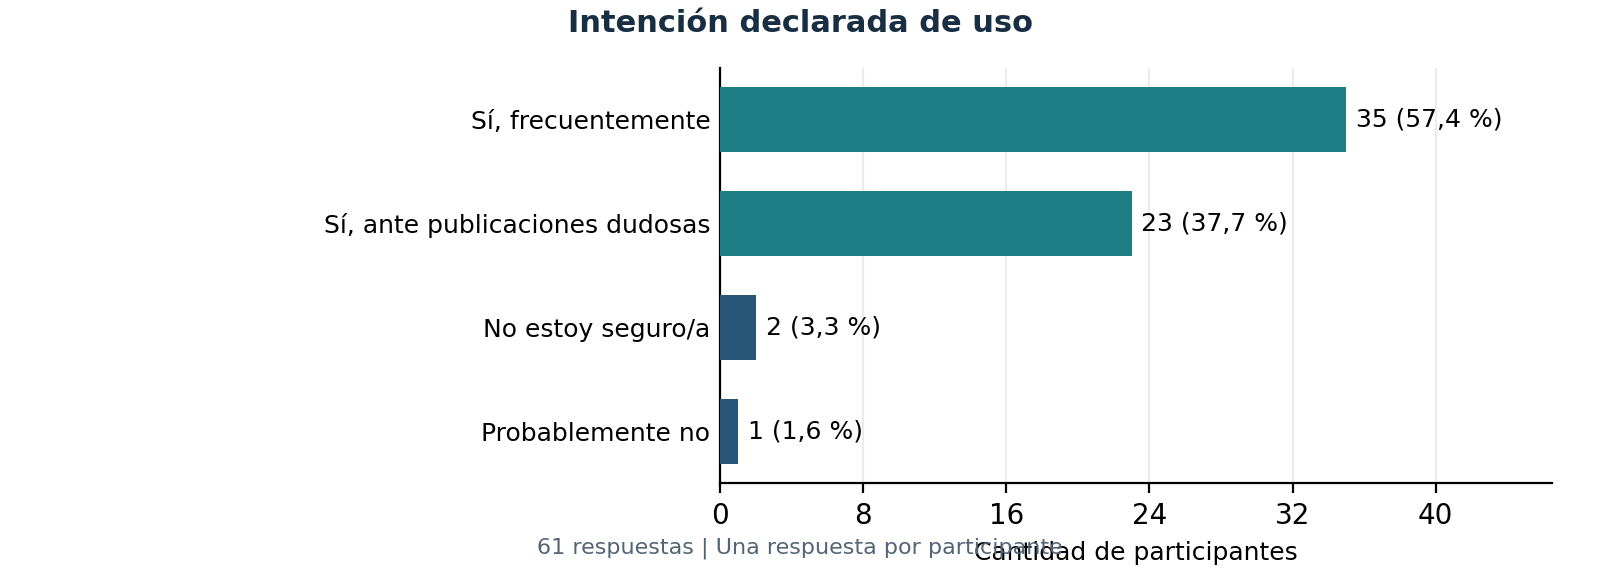 Intención declarada de uso
Sí, frecuentemente 35 (57,4 %)
Sí, ante publicaciones dudosas 23 (37,7 %)
No estoy seguro/a 2 (3,3 %)
Probablemente no 1 (1,6 %)
0 8 16 24 32 40
61 respuestas | Una respuesta por participante
Cantidad de participantes